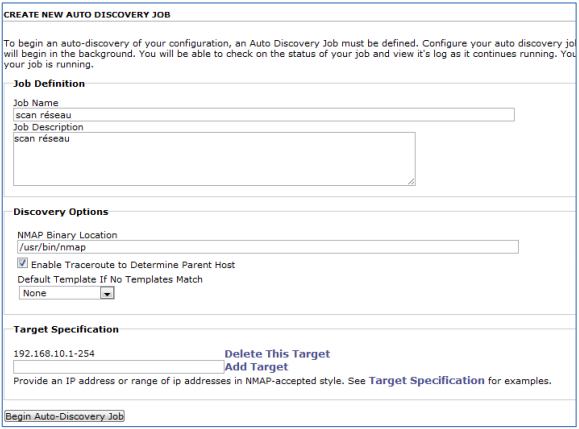 CREATE NEW AUTO DISCOVERY JOB
To begin an auto-discovery of your configuration, an Auto Discovery Job must be defined. Configure your auto discovery jo
will begin in the background. You will be able to check on the status of your job and view it's log as it continues running. You
your job is running.
Job Definition
Job Name
scan réseau
Job Description
scan réseau
Discovery Options
NMAP Binary Location
/usr/bin/nmap
Enable Traceroute to Determine Parent Host
Default Template If No Templates Match
None
Target Specification
192.168.10.1-254 Delete This Target
Add Target
Provide an IP address or range of ip addresses in NMAP-accepted style. See Target Specification for examples.
Begin Auto-Discovery Job